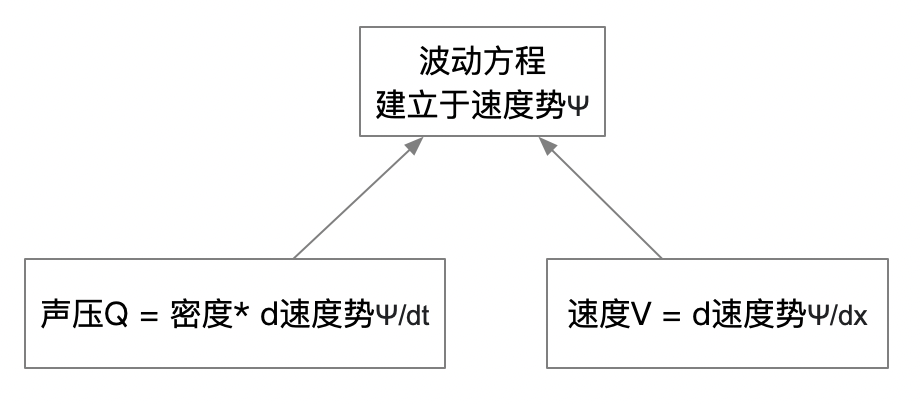 波动方程
建立于速度势Ψ
声压Q = 密度* d速度势Ψ/dt
速度V = d速度势Ψ/dx